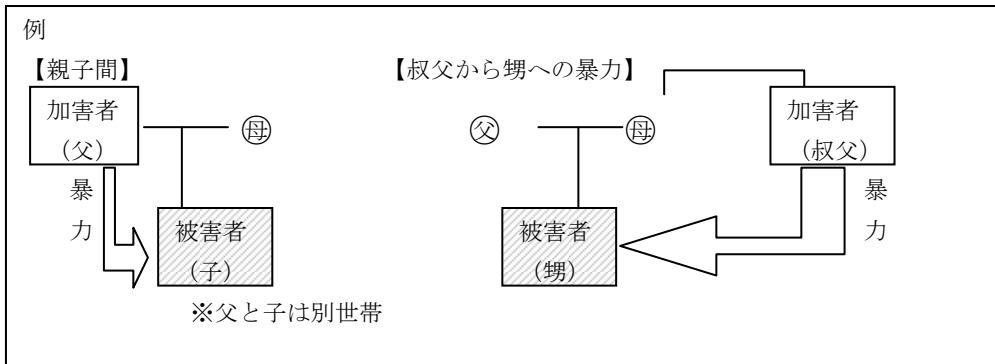 例
【親子間】
加害者
（父）
㊛
暴
力
被害者
（子）
※父と子は別世帯
【叔父から甥への暴力】
父
母
加害者
（叔父）
暴
力
被害者
（甥）